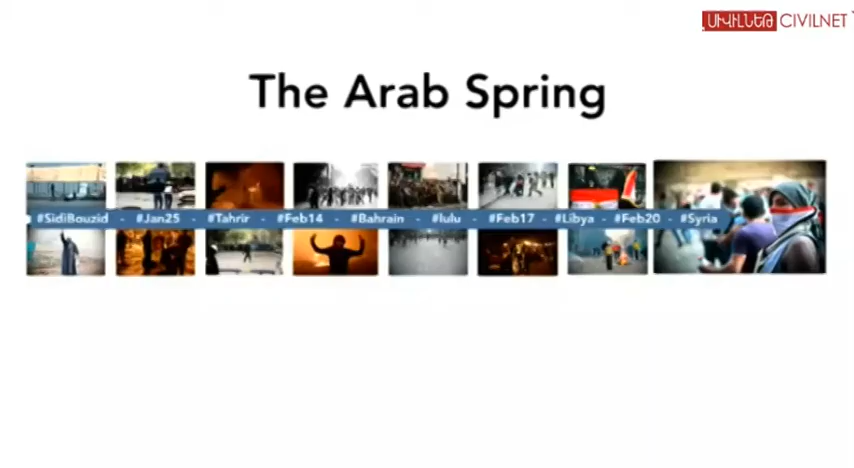 ՍԻՎԻԼՆԵԹ CIVILNET
The Arab Spring
#SidiBouzid - #Jan25 - #Tahrir - #Feb14 - #Bahrain - #lulu - #Feb17 - #Libya - #Feb20 - #Syria